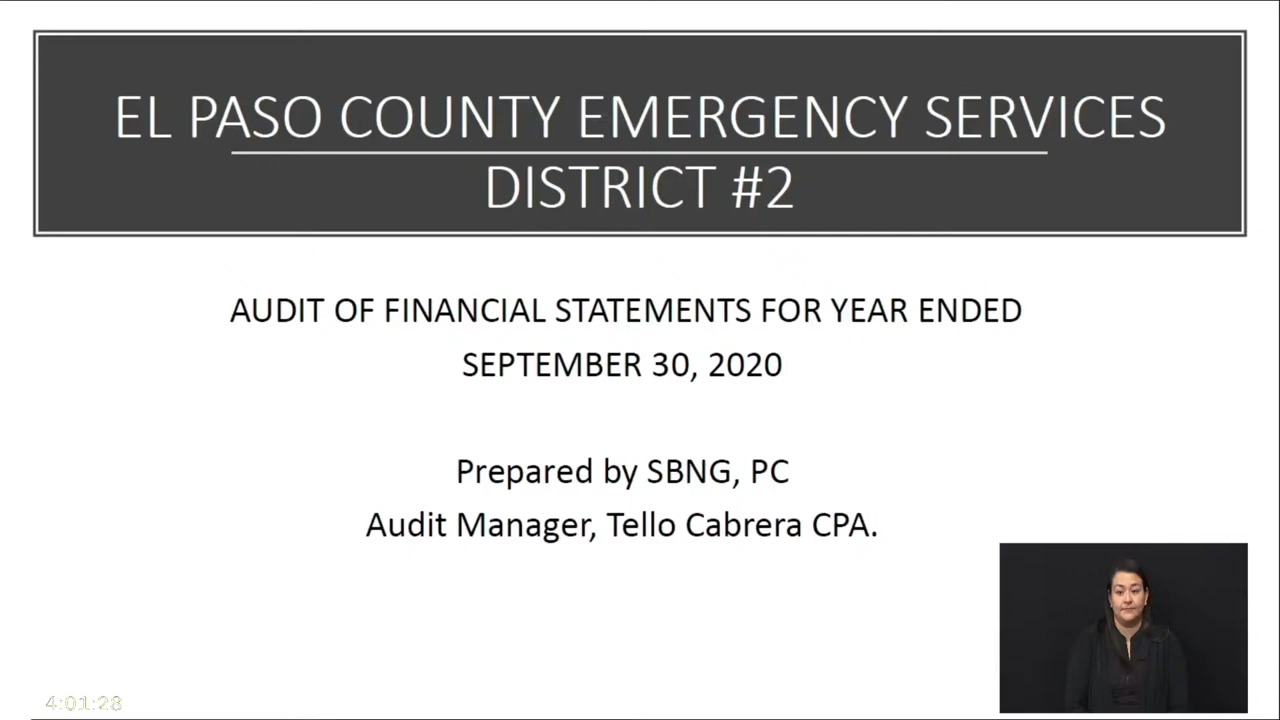 EL PASO COUNTY EMERGENCY SERVICES
DISTRICT #2
AUDIT OF FINANCIAL STATEMENTS FOR YEAR ENDED
SEPTEMBER 30, 2020
Prepared by SBNG, PC
Audit Manager, Tello Cabrera CPA.
4:01:28